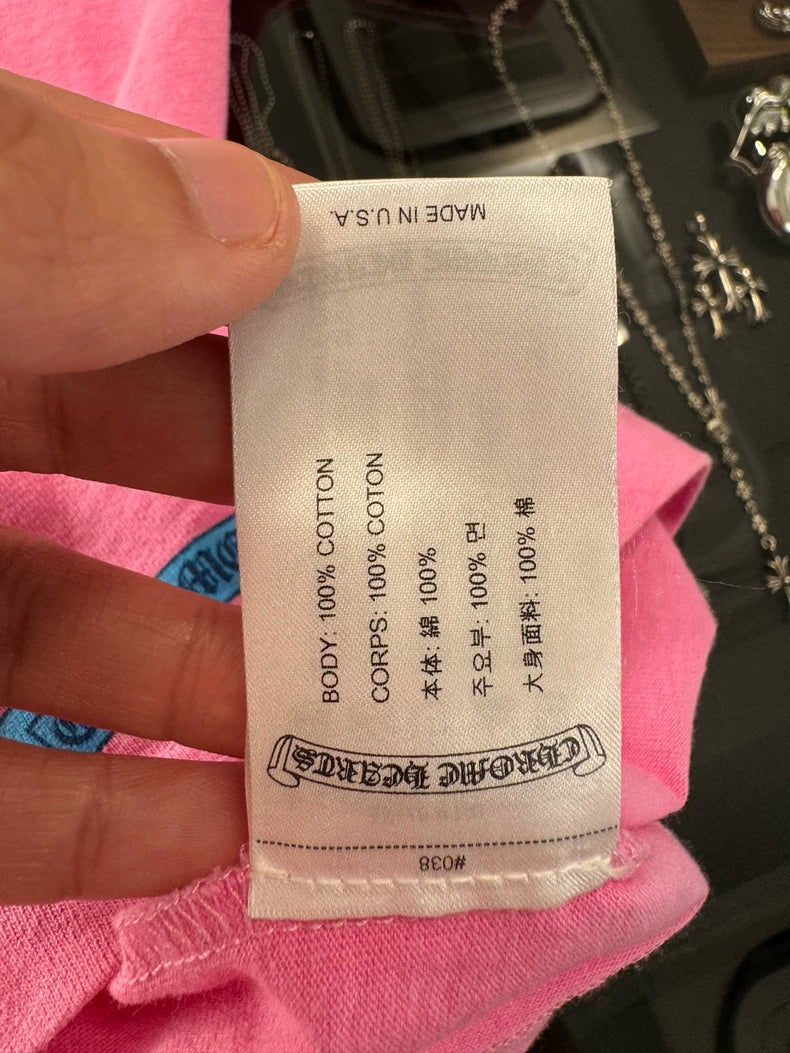 #038
CHROME HEARTS
BODY: 100% COTTON
CORPS: 100% COTON
本体: 綿 100%
주요부: 100% 면
大身面料: 100% 棉
MADE IN U.S.A.